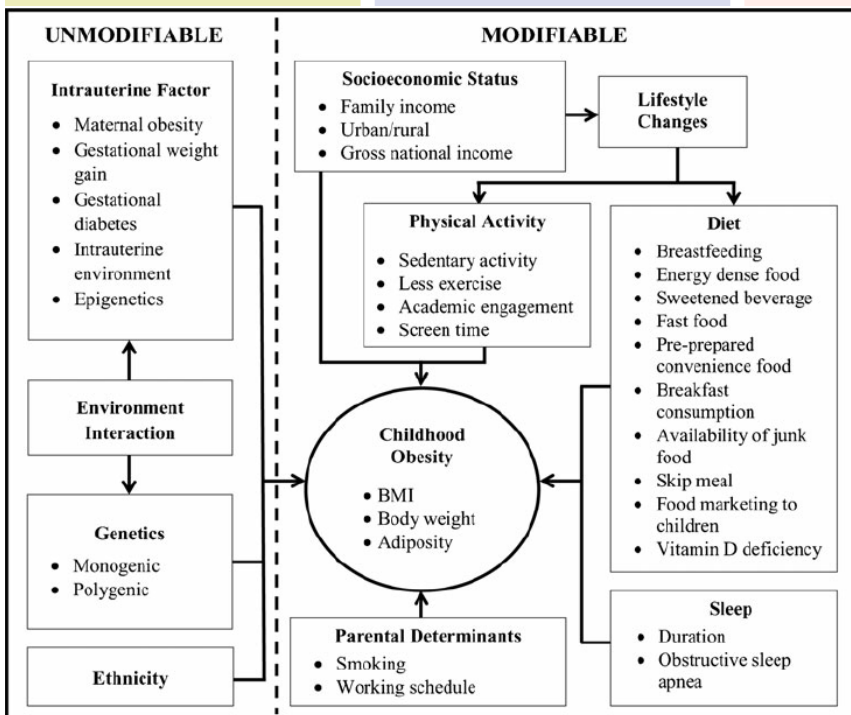 UNMODIFIABLE
MODIFIABLE
Intrauterine Factor
• Maternal obesity
• Gestational weight
gain
• Gestational
diabetes
• Intrauterine
environment
• Epigenetics
Environment
Interaction
Genetics
• Monogenic
• Polygenic
Ethnicity
Socioeconomic Status
• Family income
• Urban/rural
• Gross national income
Lifestyle
Changes
Physical Activity
• Sedentary activity
• Less exercise
• Academic engagement
• Screen time
Diet
• Breastfeeding
• Energy dense food
• Sweetened beverage
• Fast food
• Pre-prepared
convenience food
• Breakfast
consumption
• Availability of junk
food
• Skip meal
• Food marketing to
children
• Vitamin D deficiency
Childhood
Obesity
• BMI
• Body weight
• Adiposity
Parental Determinants
• Smoking
• Working schedule
Sleep
• Duration
• Obstructive sleep
apnea